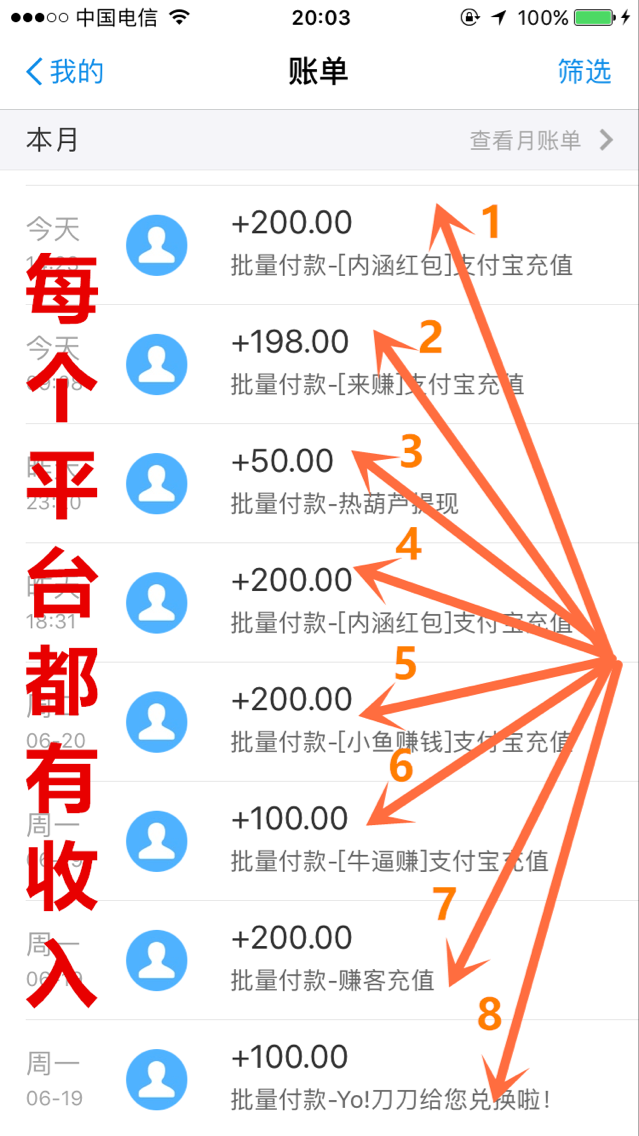 中国电信 20:03 100%
我的 账单 筛选
本月 查看月账单
每个平台都有收入
今天
+200.00 1
批量付款-[内涵红包]支付宝充值
今天
+198.00 2
批量付款-[来赚]支付宝充值
昨天
+50.00 3
批量付款-热葫芦提现
昨天
18:31
+200.00 4
批量付款-[内涵红包]支付宝充值
周二
06-20
+200.00 5
批量付款-[小鱼赚钱]支付宝充值
周一
06-19
+100.00 6
批量付款-[牛逼赚]支付宝充值
周一
06-19
+200.00 7
批量付款-赚客充值
周一
06-19
+100.00 8
批量付款-Yo!刀刀给您兑换啦!